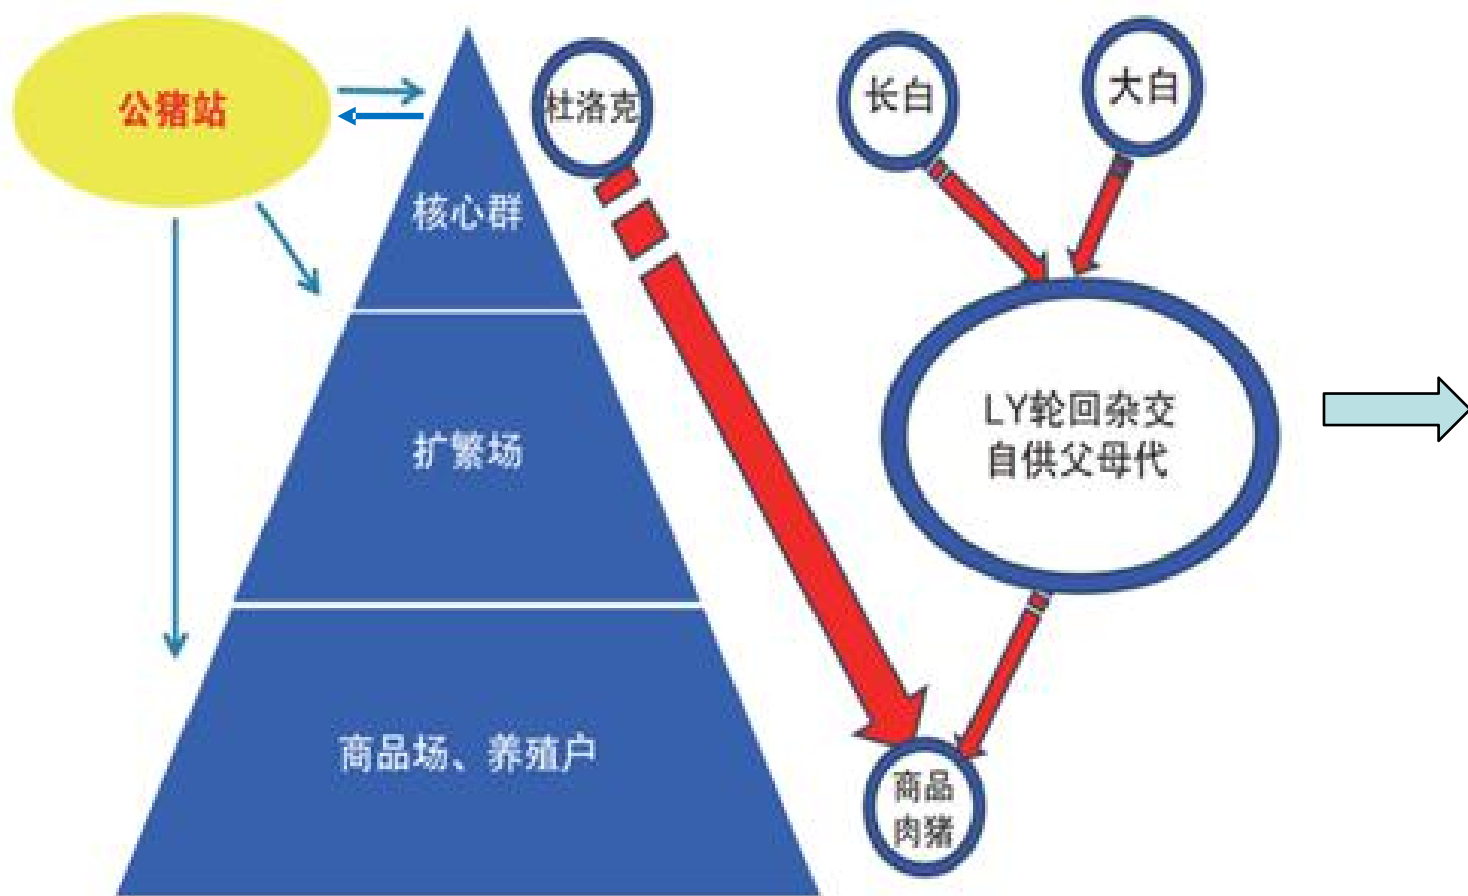 公猪站
杜洛克
长白
大白
核心群
扩繁场
LY轮回杂交
自供父母代
商品场、养殖户
商品
肉猪